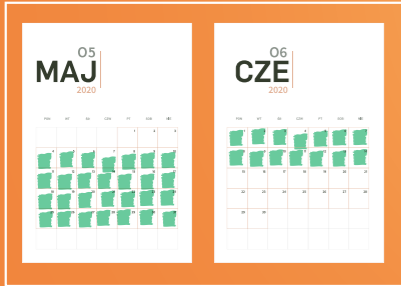 05
MAJ
2020
PON WT ŚR CZW PT SOB NIE
1 2 3
4 5 6 7 8 9 10
11 12 13 14 15 16 17
18 19 20 21 22 23 24
25 26 27 28 29 30 31
06
CZE
2020
PON WT ŚR CZW PT SOB NIE
1 2 3 4 5 6 7
8 9 10 11 12 13 14
15 16 17 18 19 20 21
22 23 24 25 26 27 28
29 30